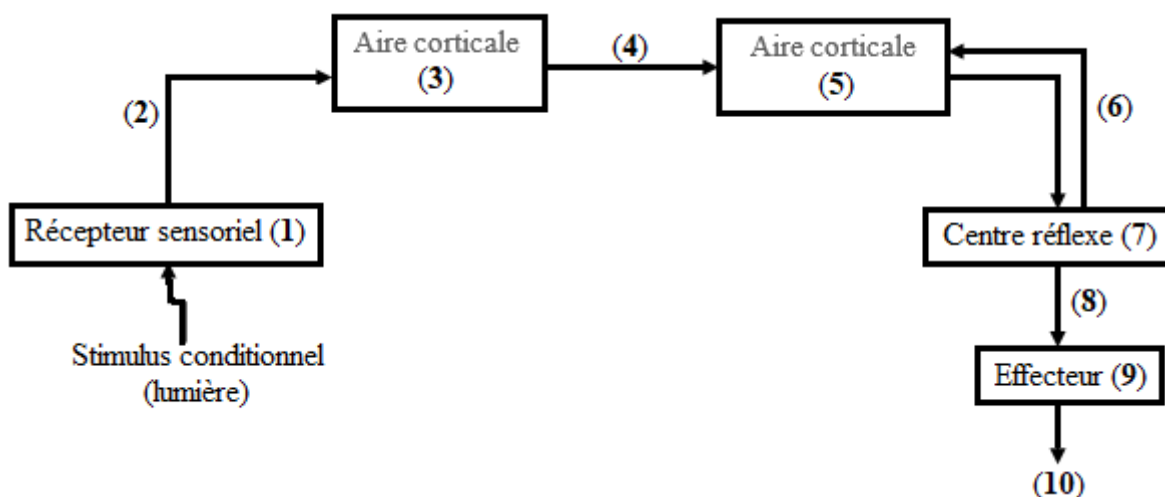 Aire corticale
(3)
(4)
Aire corticale
(5)
(2)
(6)
Récepteur sensoriel (1)
Centre réflexe (7)
(8)
Stimulus conditionnel
(lumière)
Effecteur (9)
(10)